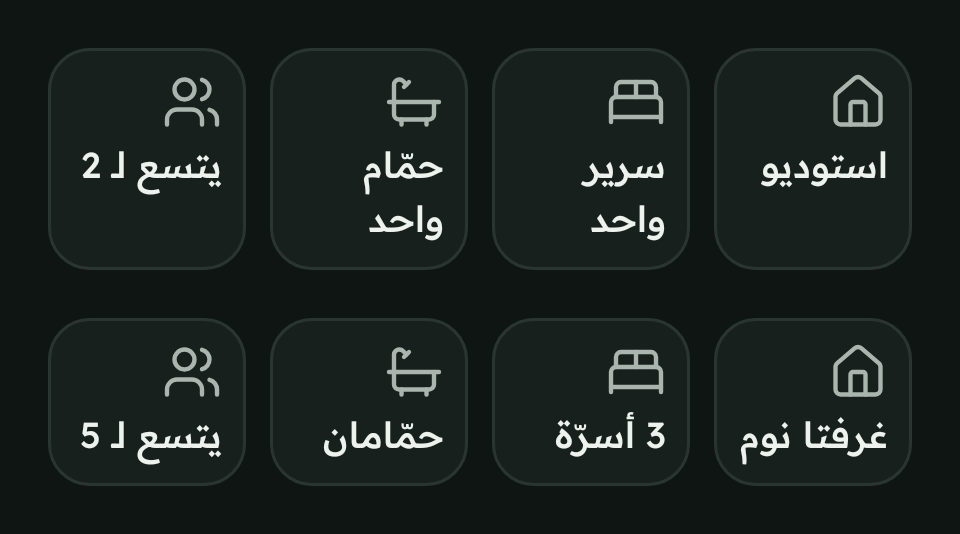 استوديو
سرير
واحد
حمّام
واحد
يتسع لـ 2
غرفتا نوم
3 أسرّة
حمّامان
يتسع لـ 5